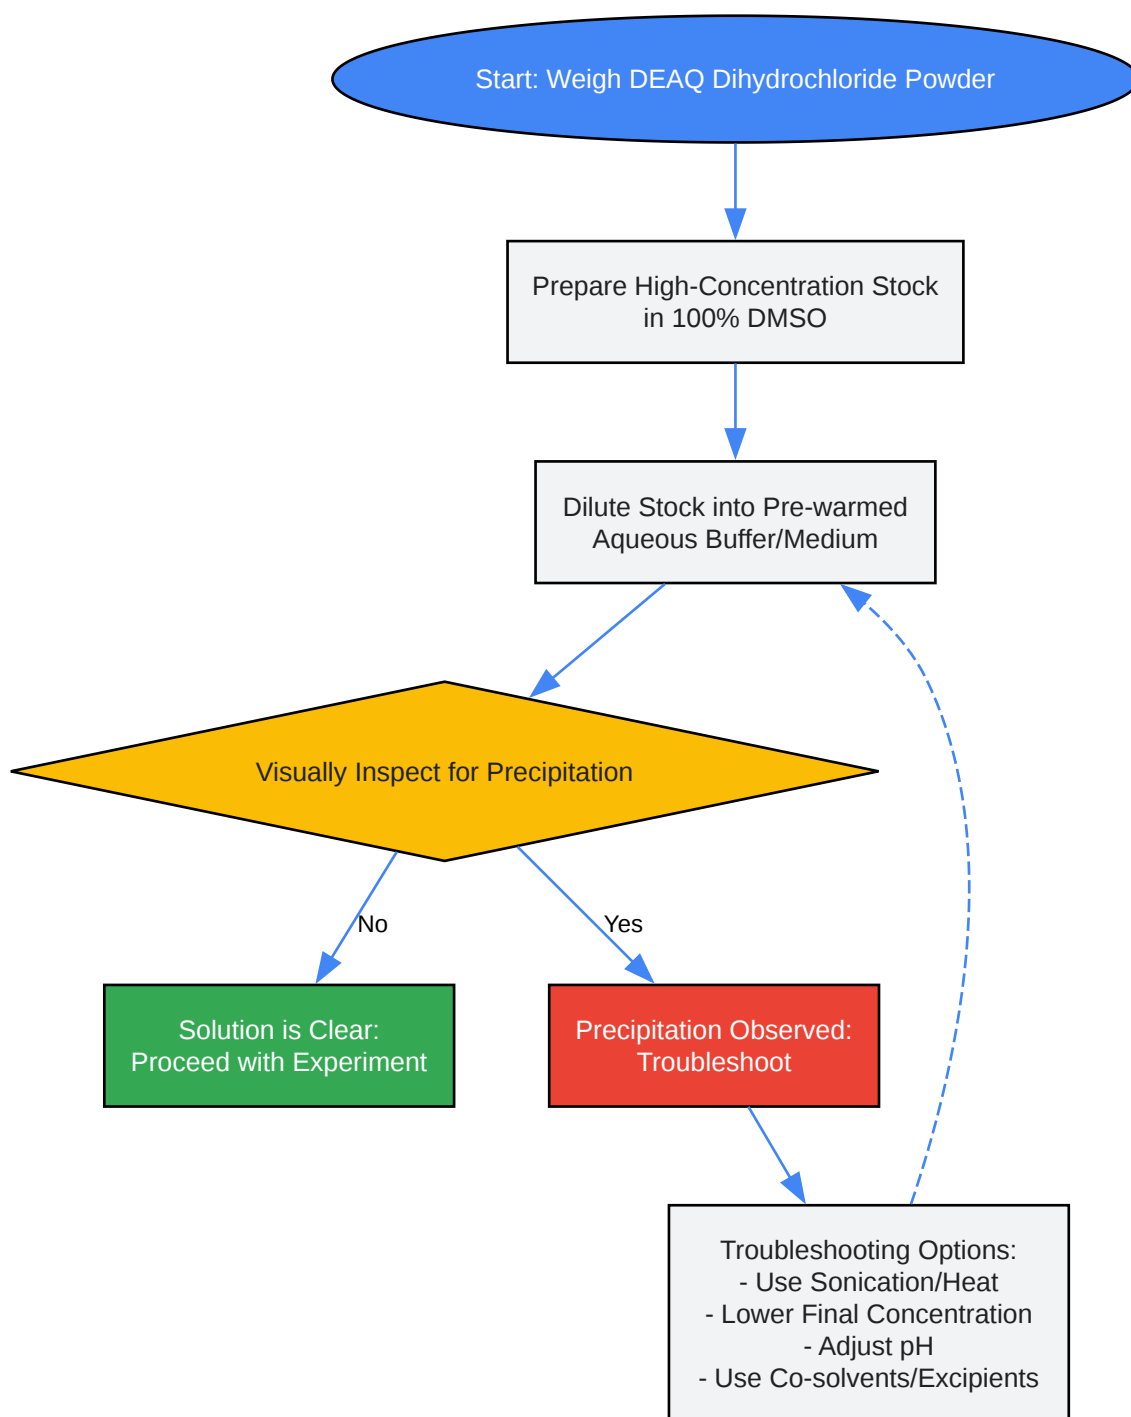 Start: Weigh DEAQ Dihydrochloride Powder
Prepare High-Concentration Stock
in 100% DMSO
Dilute Stock into Pre-warmed
Aqueous Buffer/Medium
Visually Inspect for Precipitation
No
Yes
Solution is Clear:
Proceed with Experiment
Precipitation Observed:
Troubleshoot
Troubleshooting Options:
- Use Sonication/Heat
- Lower Final Concentration
- Adjust pH
- Use Co-solvents/Excipients